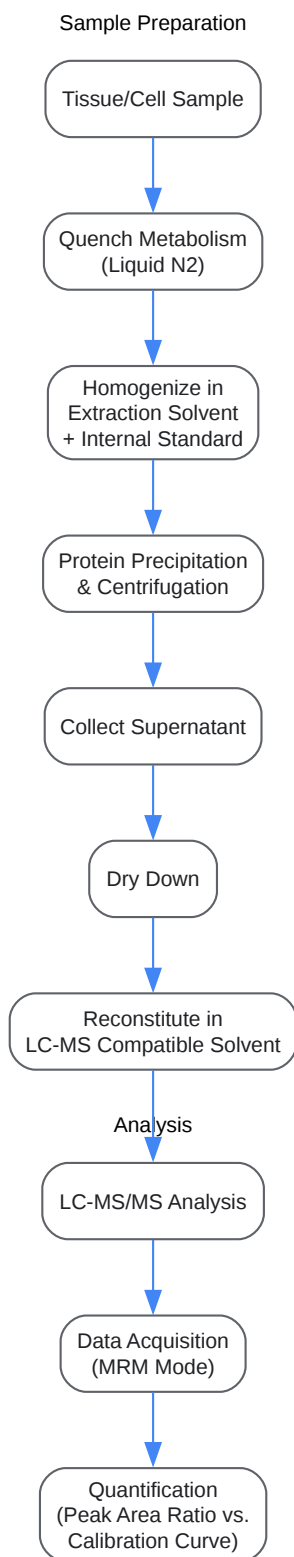 Sample Preparation
Tissue/Cell Sample
Quench Metabolism
(Liquid N2)
Homogenize in
Extraction Solvent
+ Internal Standard
Protein Precipitation
& Centrifugation
Collect Supernatant
Dry Down
Reconstitute in
LC-MS Compatible Solvent
Analysis
LC-MS/MS Analysis
Data Acquisition
(MRM Mode)
Quantification
(Peak Area Ratio vs.
Calibration Curve)